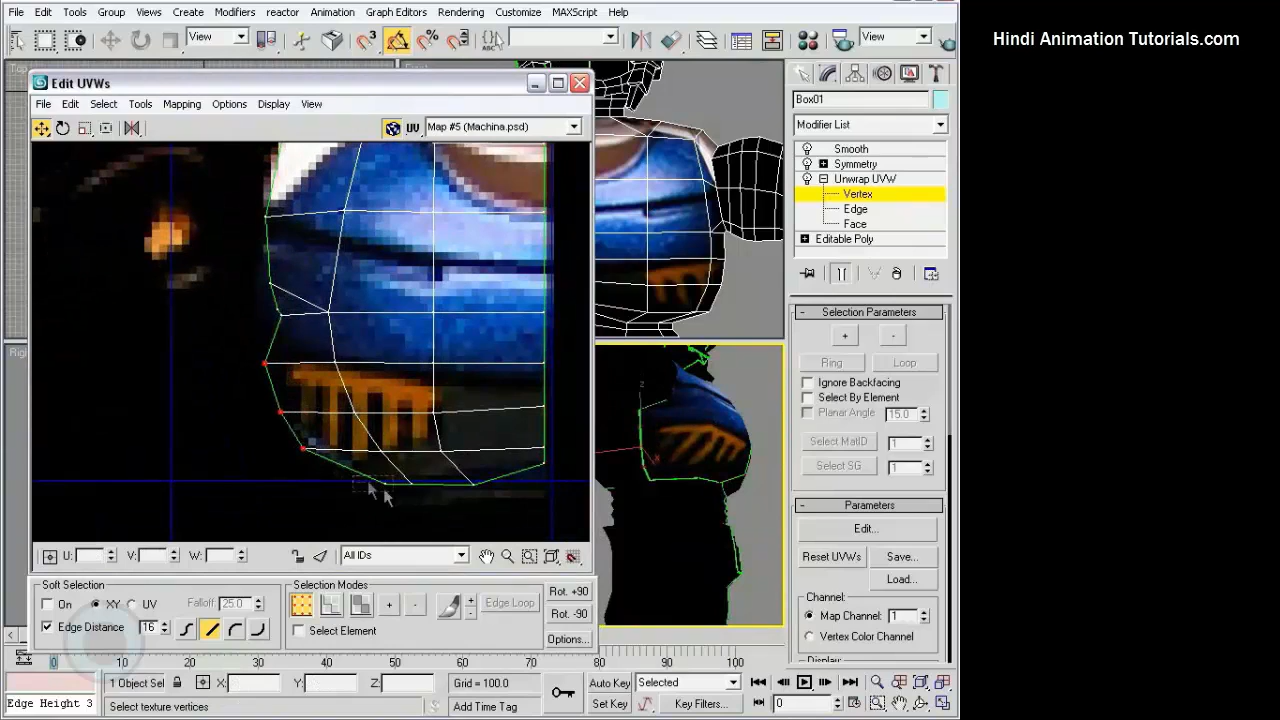 File Edit Tools Group Views Create Modifiers reactor Animation Graph Editors Rendering Customize MAXScript Help
Hindi Animation Tutorials.com
View
View
Edit UVWs
File Edit Select Tools Mapping Options Display View
UV Map #5 (Machina.psd)
Box01
Modifier List
Smooth
Symmetry
Unwrap UVW
Vertex
Edge
Face
Editable Poly
Selection Parameters
+ -
Ring Loop
Ignore Backfacing
Select By Element
Planar Angle 15.0
Select MatID 1
Select SG 1
Parameters
Edit...
Reset UVWs Save...
Load...
Channel:
Map Channel: 1
Vertex Color Channel
U: V: W: All IDs
Soft Selection
On XY UV Falloff: 25.0
Edge Distance 16
Selection Modes
+ - + - Edge Loop
Select Element
Rot. +90
Rot. -90
Options...
0 10 20 30 40 50 60 70 80 90 100
1 Object Sel X: Y: Z: Grid = 100.0 Auto Key Selected
Edge Height 3 Select texture vertices Add Time Tag Set Key Key Filters... 0